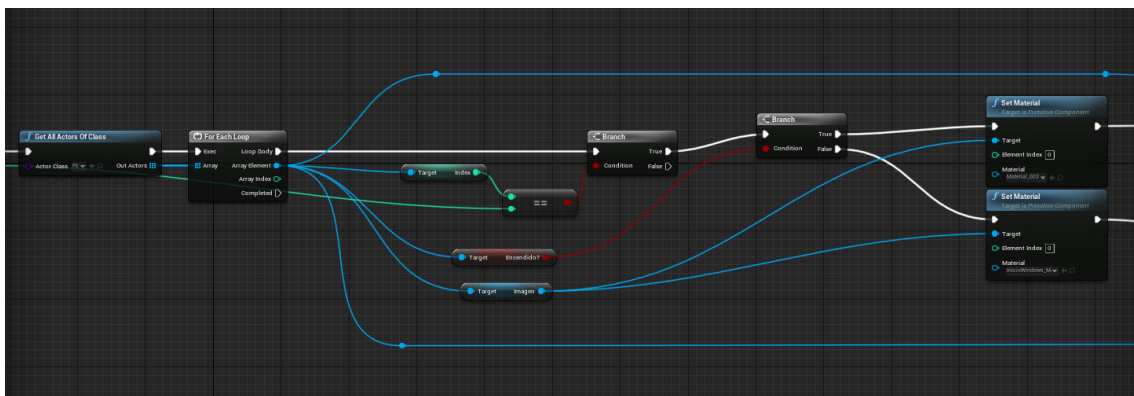 Get All Actors Of Class
Actor Class
Out Actors
For Each Loop
Exec
Loop Body
Array
Array Element
Array Index
Completed
Target
Index
==
Target
Encendido?
Target
Imagen
Branch
True
Condition
False
Branch
True
Condition
False
Set Material
Target is Primitive Component
Target
Element Index 0
Material
Material_001
Set Material
Target is Primitive Component
Target
Element Index 0
Material
InicioWindows_M